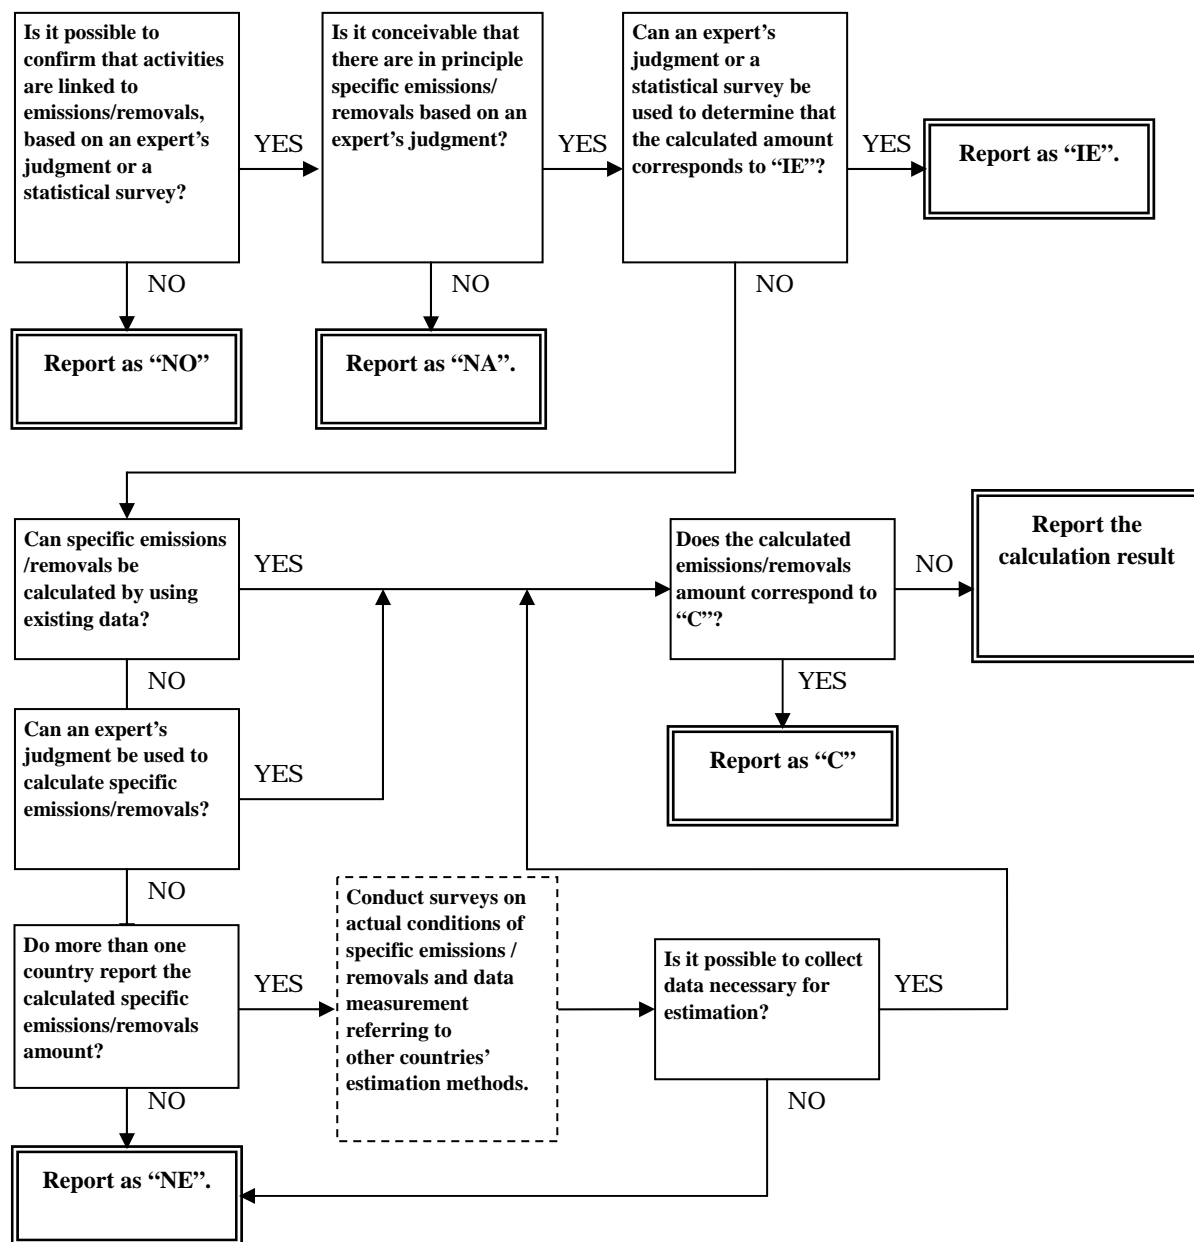 Is it possible to
confirm that activities
are linked to
emissions/removals,
based on an expert’s
judgment or a
statistical survey?
YES
Is it conceivable that
there are in principle
specific emissions/
removals based on an
expert’s judgment?
YES
Can an expert’s
judgment or a
statistical survey be
used to determine that
the calculated amount
corresponds to “IE”?
YES
Report as “IE”.
NO
NO
NO
Report as “NO”
Report as “NA”.
Can specific emissions
/removals be
calculated by using
existing data?
YES
Does the calculated
emissions/removals
amount correspond to
“C”?
NO
Report the
calculation result
NO
YES
Can an expert’s
judgment be used to
calculate specific
emissions/removals?
YES
Report as “C”
NO
Do more than one
country report the
calculated specific
emissions/removals
amount?
YES
Conduct surveys on
actual conditions of
specific emissions /
removals and data
measurement
referring to
other countries’
estimation methods.
Is it possible to collect
data necessary for
estimation?
YES
NO
NO
Report as “NE”.